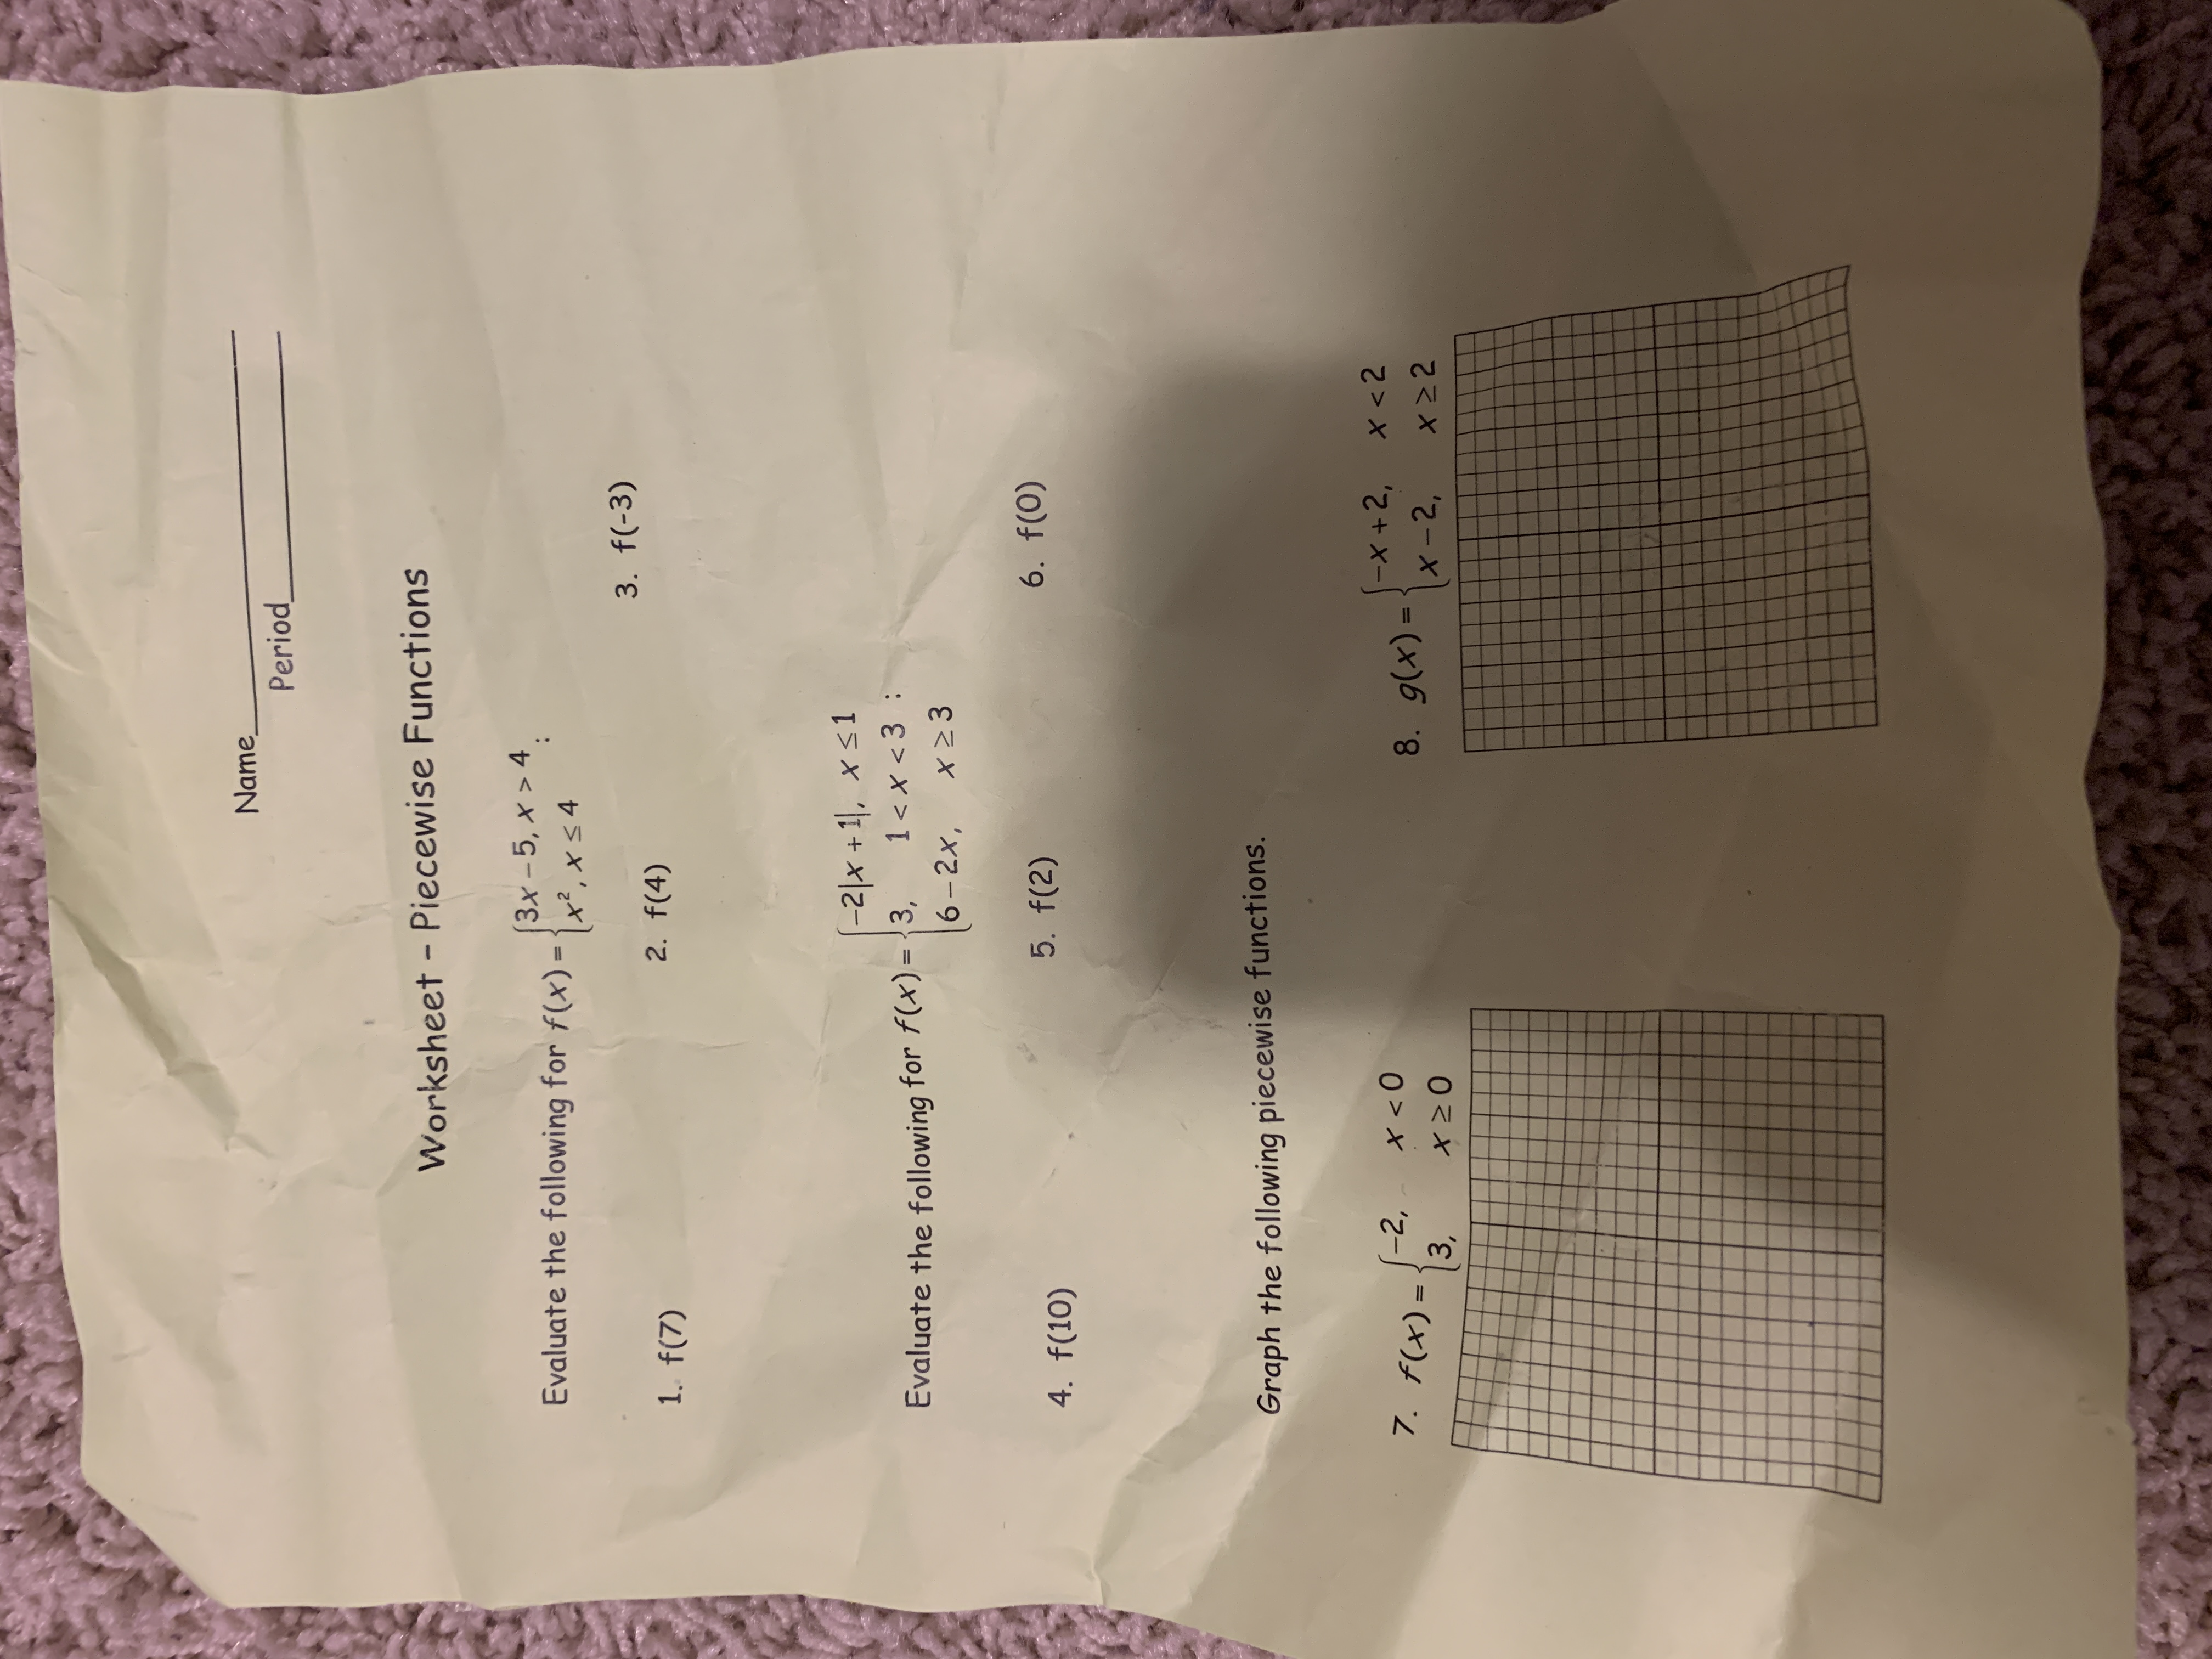 Name____________________
Period____________
Worksheet – Piecewise Functions
Evaluate the following for f(x) = {3x – 5, x > 4
x², x ≤ 4 :
1. f(7) 2. f(4) 3. f(-3)
Evaluate the following for f(x) = {-2|x + 1|, x ≤ 1
3, 1 < x < 3 :
6 – 2x, x ≥ 3
4. f(10) 5. f(2) 6. f(0)
Graph the following piecewise functions.
7. f(x) = {-2, x < 0
3, x ≥ 0
8. g(x) = {-x + 2, x < 2
x – 2, x ≥ 2